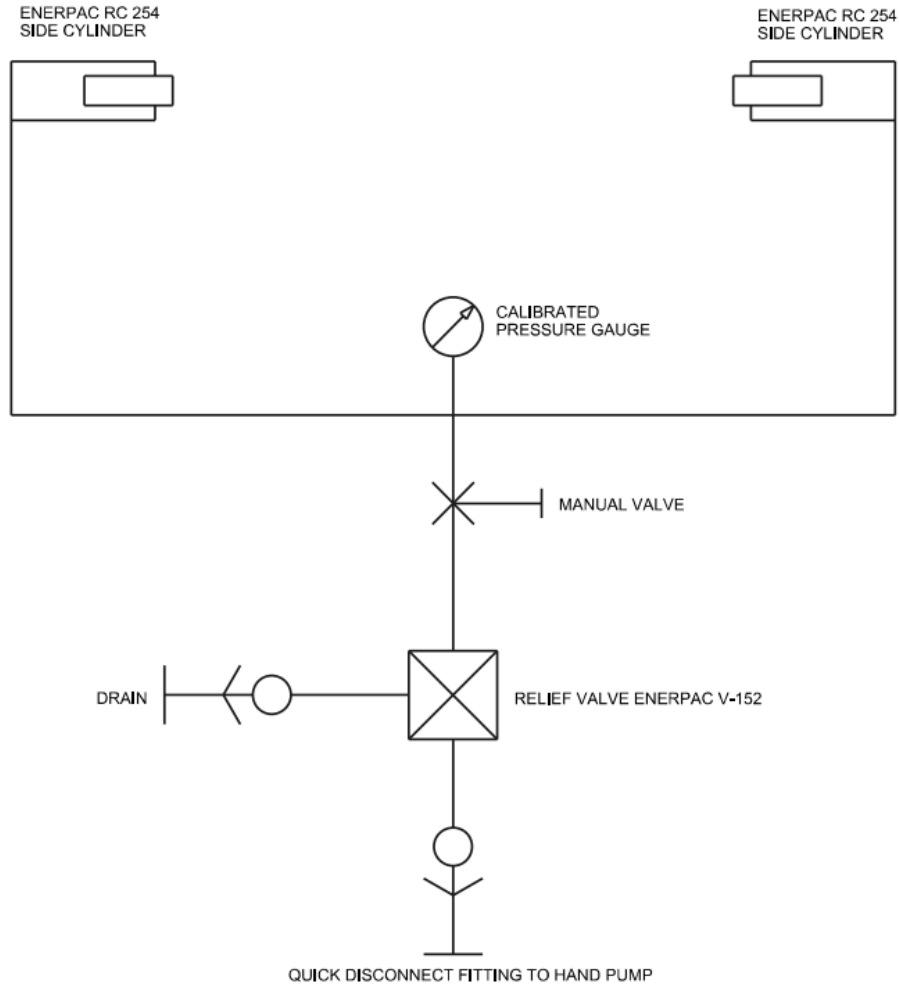 ENERPAC RC 254
SIDE CYLINDER
ENERPAC RC 254
SIDE CYLINDER
CALIBRATED
PRESSURE GAUGE
MANUAL VALVE
DRAIN
RELIEF VALVE ENERPAC V-152
QUICK DISCONNECT FITTING TO HAND PUMP